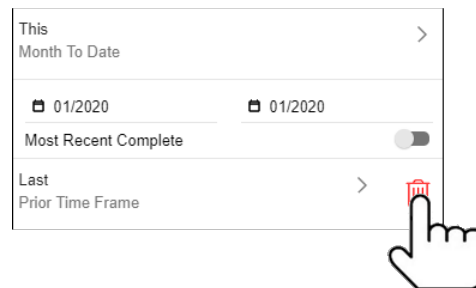 This
Month To Date
01/2020 01/2020
Most Recent Complete
Last
Prior Time Frame